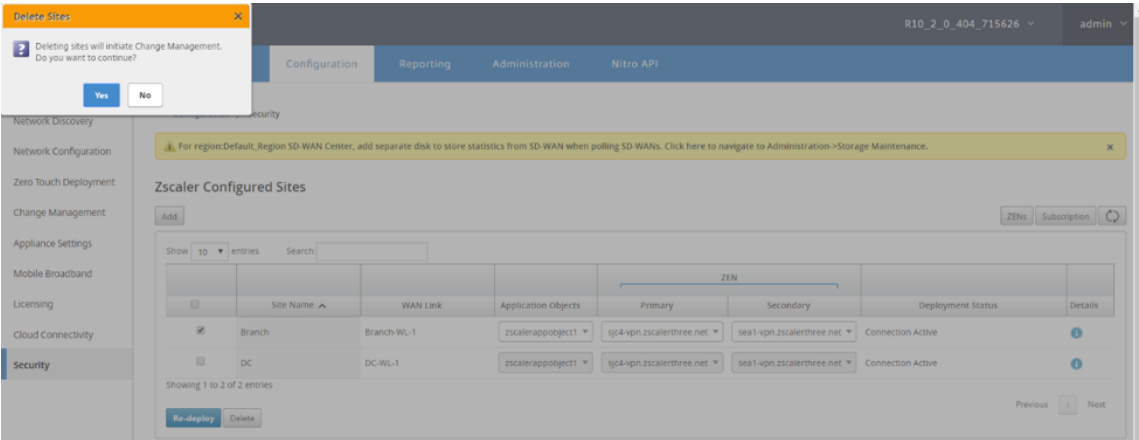 Delete Sites
Deleting sites will initiate Change Management.
Do you want to continue?
Yes No
R10_2_0_404_715626 admin
Configuration Reporting Administration Nitro API
Network Discovery
Network Configuration
Zero Touch Deployment
Change Management
Appliance Settings
Mobile Broadband
Licensing
Cloud Connectivity
Security
For region:Default_Region SD-WAN Center, add separate disk to store statistics from SD-WAN when polling SD-WANs. Click here to navigate to Administration->Storage Maintenance.
Zscaler Configured Sites
Add ZENs Subscription
Show 10 entries Search:
ZEN
Site Name WAN Link Application Objects Primary Secondary Deployment Status Details
Branch Branch-WL-1 zscalerappobject1 sjc4-vpn.zscalerthree.net sea1-vpn.zscalerthree.net Connection Active
DC DC-WL-1 zscalerappobject1 sjc4-vpn.zscalerthree.net sea1-vpn.zscalerthree.net Connection Active
Showing 1 to 2 of 2 entries
Previous 1 Next
Re-deploy Delete